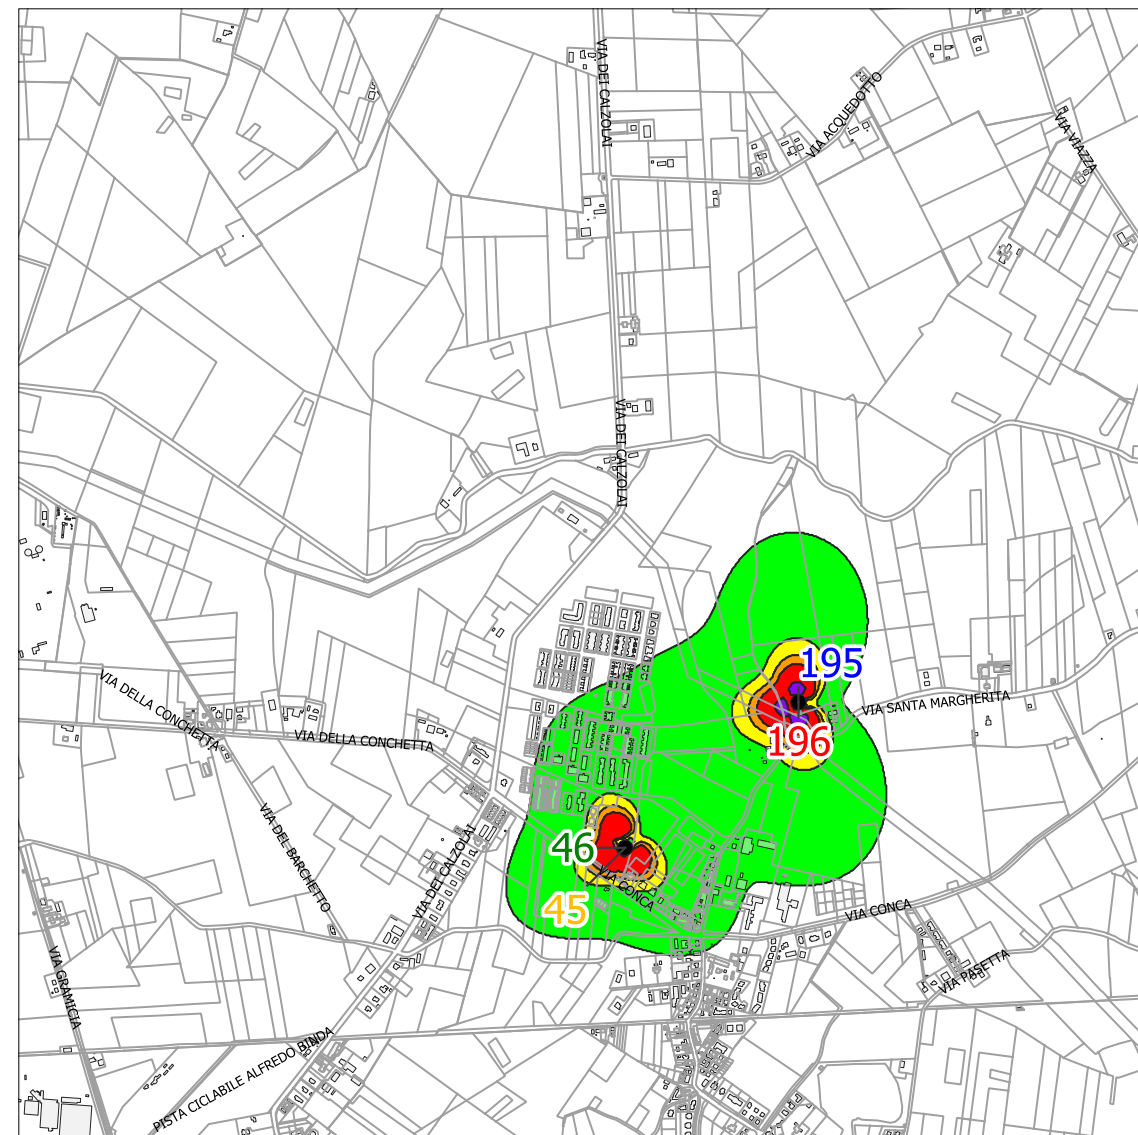 VIA DEI CALZOLAI
VIA ACQUEDOTTO
VIA VIAZZA
VIA DEI CALZOLAI
195
VIA DELLA CONCHETTA
VIA SANTA MARGHERITA
VIA DELLA CONCHETTA
196
VIA DEL BARCHETTO
VIA DEI CALZOLAI
46
VIA CONCA
45
VIA CONCA
VIA GRAMICIA
VIA PASETTA
PISTA CICLABILE ALFREDO BINDA